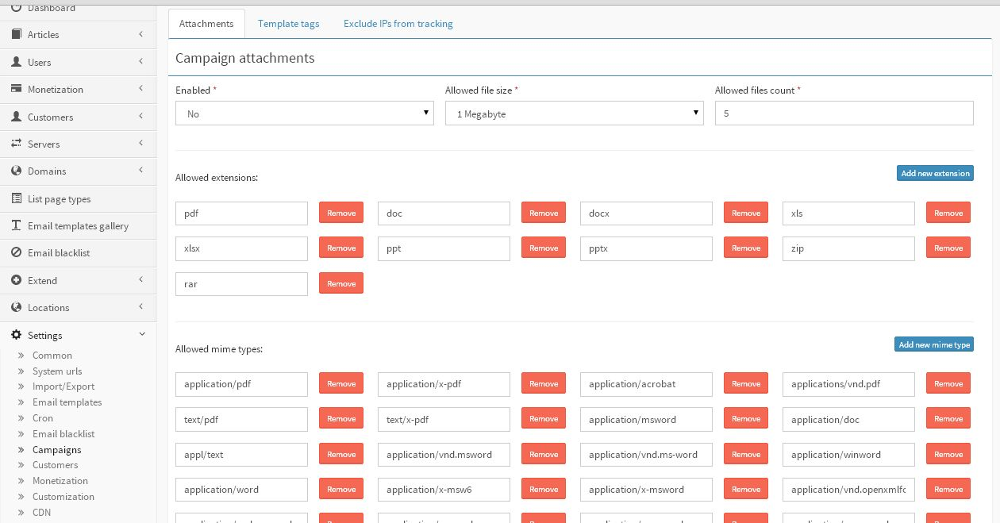 Dashboard
Articles
Users
Monetization
Customers
Servers
Domains
List page types
Email templates gallery
Email blacklist
Extend
Locations
Settings
Common
System urls
Import/Export
Email templates
Cron
Email blacklist
Campaigns
Customers
Monetization
Customization
CDN
Attachments Template tags Exclude IPs from tracking
Campaign attachments
Enabled * Allowed file size * Allowed files count *
No 1 Megabyte 5
Allowed extensions: Add new extension
pdf Remove doc Remove docx Remove xls Remove
xlsx Remove ppt Remove pptx Remove zip Remove
rar Remove
Allowed mime types: Add new mime type
application/pdf Remove application/x-pdf Remove application/acrobat Remove applications/vnd.pdf Remove
text/pdf Remove text/x-pdf Remove application/msword Remove application/doc Remove
appl/text Remove application/vnd.msword Remove application/vnd.ms-word Remove application/winword Remove
application/word Remove application/x-msw6 Remove application/x-msword Remove application/vnd.openxmlfc Remove
Remove Remove Remove Remove